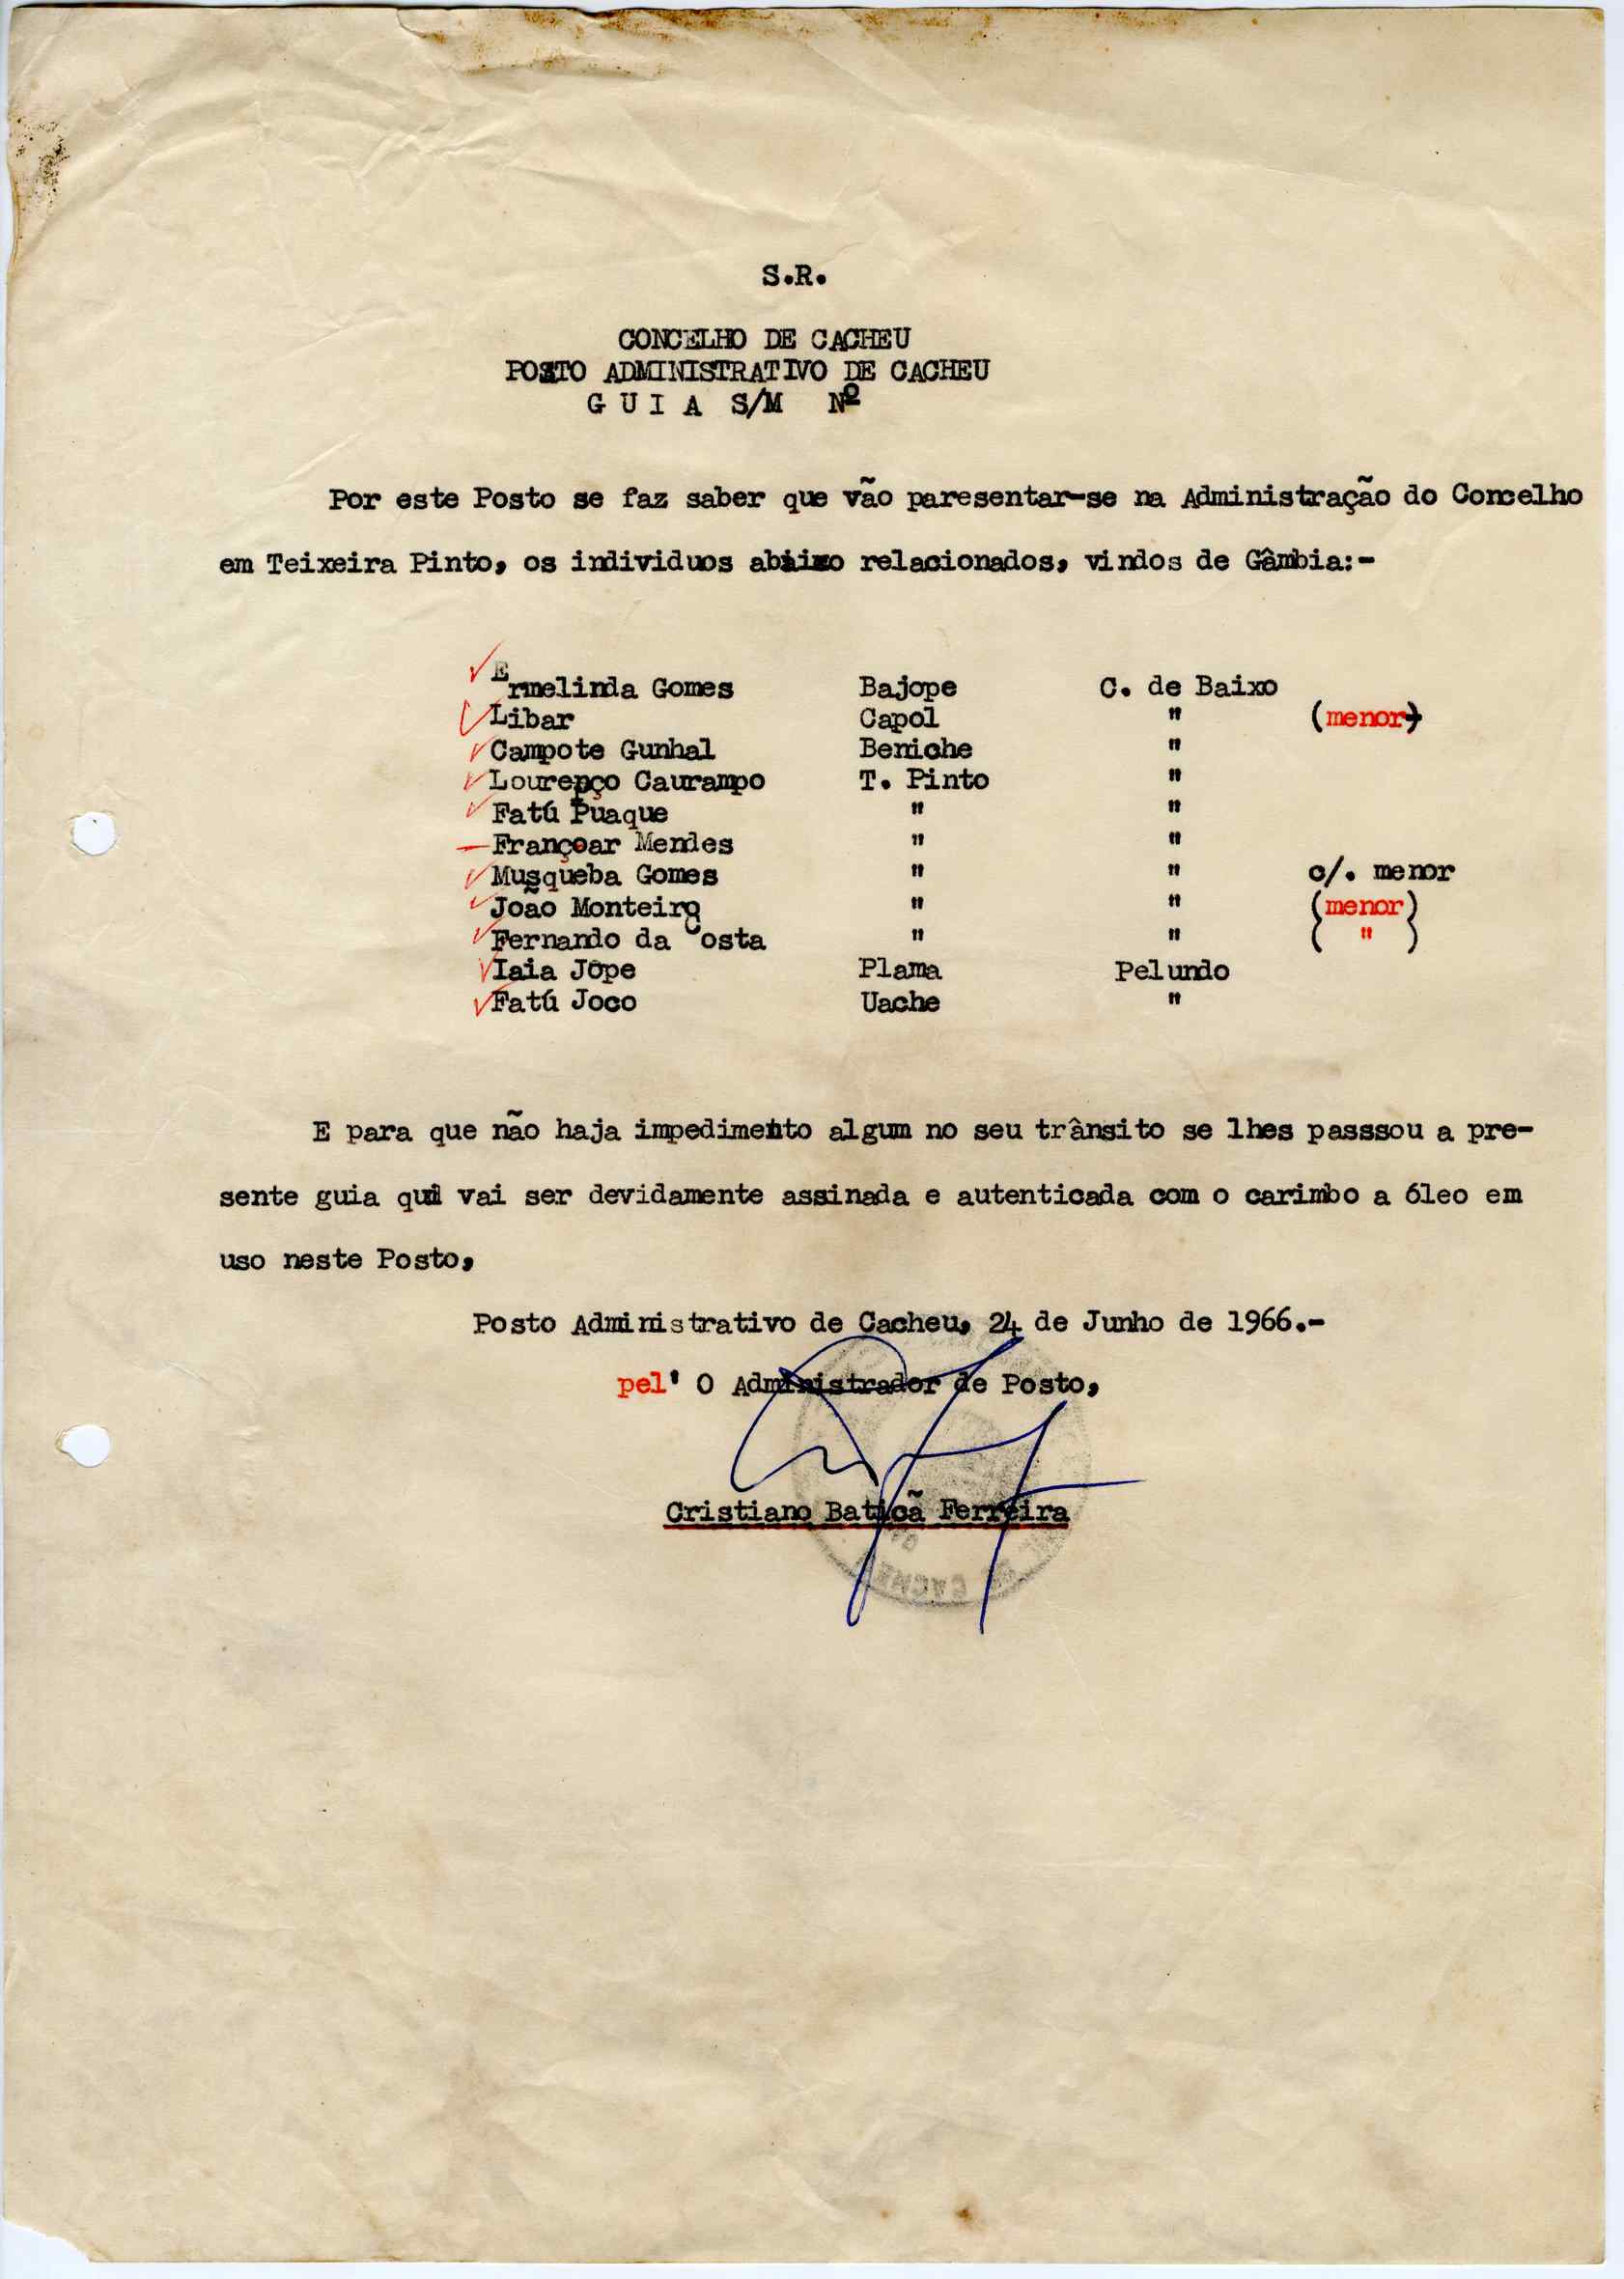 S.R.
CONCELHO DE CACHEU
POSTO ADMINISTRATIVO DE CACHEU
G U I A S/M Nº
Por este Posto se faz saber que vão paresentar-se na Administração do Concelho
em Teixeira Pinto, os individuos abaixo relacionados, vindos de Gâmbia:-
Ermelinda Gomes Bajope C. de Baixo
Libar Capol " (menor)
Campote Gunhal Beniche "
Lourenço Caurampo T. Pinto "
Fatú Puaque " "
Françoar Mendes " "
Musqueba Gomes " " c/. menor
João Monteiro " " (menor)
Fernando da Costa " " ( " )
Iaia Jope Plama Pelundo
Fatú Joco Uache "
E para que não haja impedimento algum no seu trânsito se lhes passsou a pre-
sente guia qui vai ser devidamente assinada e autenticada com o carimbo a óleo em
uso neste Posto,
Posto Administrativo de Cacheu, 24 de Junho de 1966.-
pel' O Administrador de Posto,
Cristiano Baticã Ferreira